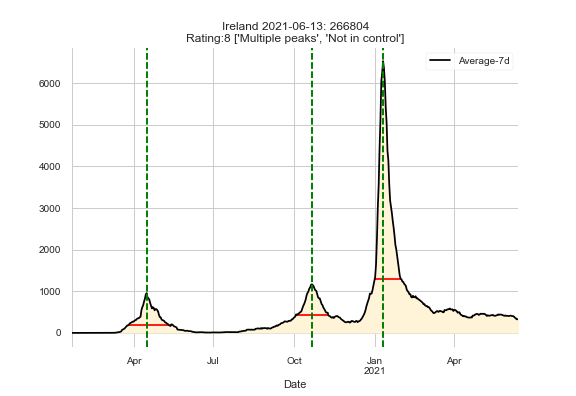 Ireland 2021-06-13: 266804
Rating:8 ['Multiple peaks', 'Not in control']
Average-7d
6000
5000
4000
3000
2000
1000
0
Apr Jul Oct Jan Apr
2021
Date